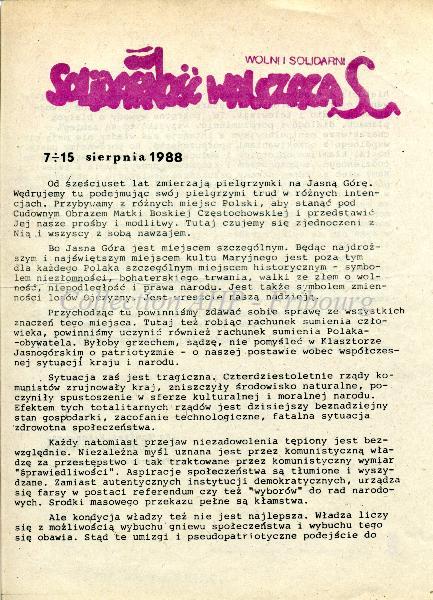 WOLNI I SOLIDARNI
Solidarność walcząca
7÷15 sierpnia 1988
Od sześciuset lat zmierzają pielgrzymki na Jasną Górę.
Wędrujemy tu podejmując swój pielgrzymi trud w różnych inten-
cjach. Przybywamy z różnych miejsc Polski, aby stanąć pod
Cudownym Obrazem Matki Boskiej Częstochowskiej i przedstawić
Jej nasze prośby i modlitwy. Tutaj czujemy się zjednoczeni z
Nią i wszyscy z sobą nawzajem.
Bo Jasna Góra jest miejscem szczególnym. Będąc najdroż-
szym i najświętszym miejscem kultu Maryjnego jest poza tym
dla każdego Polaka szczególnym miejscem historycznym - symbo-
lem niezłomności, bohaterskiego trwania, walki ze złem o wol-
ność, niepodległość i prawa narodu. Jest także symbolem zmien-
ności losów ojczyzny. Jest wreszcie naszą nadzieją.
Przychodząc tu powinniśmy zdawać sobie sprawę ze wszystkich
znaczeń tego miejsca. Tutaj też robiąc rachunek sumienia czło-
wieka, powinniśmy uczynić również rachunek sumienia Polaka-
-obywatela. Byłoby grzechem, sądzę, nie pomyśleć w Klasztorze
Jasnogórskim o patriotyzmie - o naszej postawie wobec współczes-
nej sytuacji kraju i narodu.
Sytuacja zaś jest tragiczna. Czterdziestoletnie rządy ko-
munistów zrujnowały kraj, zniszczyły środowisko naturalne, po-
czyniły spustoszenie w sferze kulturalnej i moralnej narodu.
Efektem tych totalitarnych rządów jest dzisiejszy beznadziejny
stan gospodarki, zacofanie technologiczne, fatalna sytuacja
zdrowotna społeczeństwa.
Każdy natomiast przejaw niezadowolenia tępiony jest bez-
względnie. Niezależna myśl uznana jest przez komunistyczną wła-
dzę za przestępstwo i tak traktowane przez komunistyczny wymiar
"sprawiedliwości". Aspiracje społeczeństwa są tłumione i wyszy-
dzane. Zamiast autentycznych instytucji demokratycznych, urządza
się farsy w postaci referendum czy też "wyborów" do rad narodo-
wych. Środki masowego przekazu pełne są kłamstwa.
Ale kondycja władzy też nie jest najlepsza. Władza liczy
się z możliwością wybuchu gniewu społeczeństwa i wybuchu tego
się obawia. Stąd te umizgi i pseudopatriotyczne podejście do